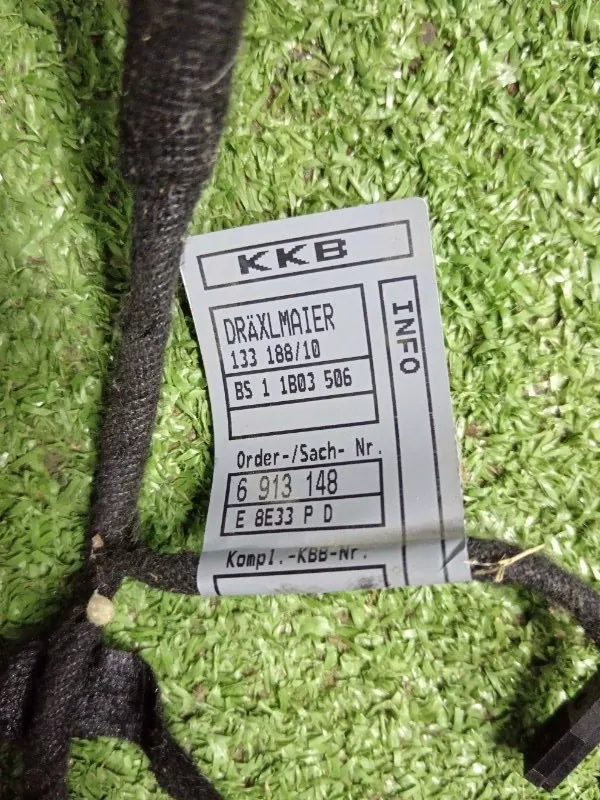 KKB
DRÄXLMAIER
133 188/10
BS 1 1B03 506
INFO
Order-/Sach- Nr.
6 913 148
E 8E33 P D
Kompl.-KBB-Nr.